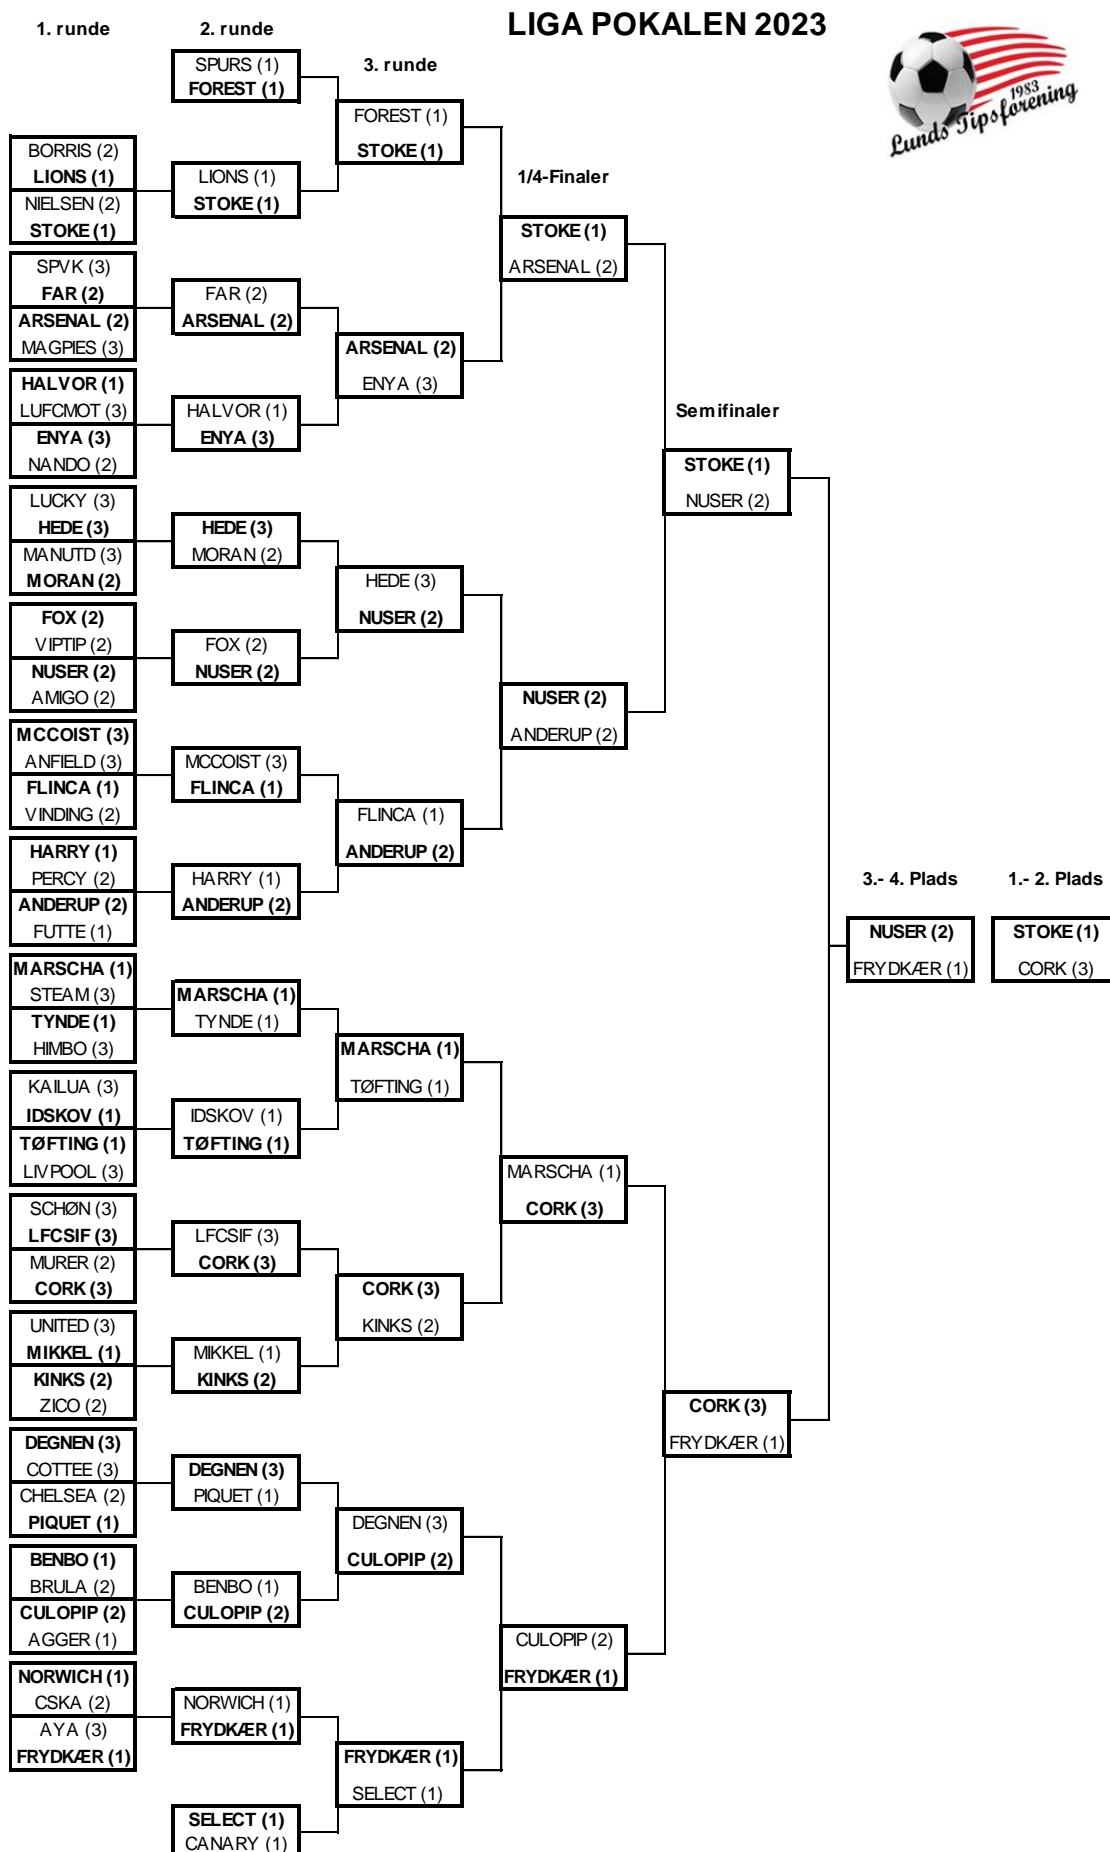 LIGA POKALEN 2023
1983
Lunds Tipsforening
1. runde
BORRIS (2)
LIONS (1)
NIELSEN (2)
STOKE (1)
SPVK (3)
FAR (2)
ARSENAL (2)
MAGPIES (3)
HALVOR (1)
LUFCMOT (3)
ENYA (3)
NANDO (2)
LUCKY (3)
HEDE (3)
MANUTD (3)
MORAN (2)
FOX (2)
VIPTIP (2)
NUSER (2)
AMIGO (2)
MCCOIST (3)
ANFIELD (3)
FLINCA (1)
VINDING (2)
HARRY (1)
PERCY (2)
ANDERUP (2)
FUTTE (1)
MARSCHA (1)
STEAM (3)
TYNDE (1)
HIMBO (3)
KAILUA (3)
IDSKOV (1)
TØFTING (1)
LIVPOOL (3)
SCHØN (3)
LFCSIF (3)
MURER (2)
CORK (3)
UNITED (3)
MIKKEL (1)
KINKS (2)
ZICO (2)
DEGNEN (3)
COTTEE (3)
CHELSEA (2)
PIQUET (1)
BENBO (1)
BRULA (2)
CULOPIP (2)
AGGER (1)
NORWICH (1)
CSKA (2)
AYA (3)
FRYDKÆR (1)
2. runde
SPURS (1)
FOREST (1)
LIONS (1)
STOKE (1)
FAR (2)
ARSENAL (2)
HALVOR (1)
ENYA (3)
HEDE (3)
MORAN (2)
FOX (2)
NUSER (2)
MCCOIST (3)
FLINCA (1)
HARRY (1)
ANDERUP (2)
MARSCHA (1)
TYNDE (1)
IDSKOV (1)
TØFTING (1)
LFCSIF (3)
CORK (3)
MIKKEL (1)
KINKS (2)
DEGNEN (3)
PIQUET (1)
BENBO (1)
CULOPIP (2)
NORWICH (1)
FRYDKÆR (1)
SELECT (1)
CANARY (1)
3. runde
FOREST (1)
STOKE (1)
ARSENAL (2)
ENYA (3)
HEDE (3)
NUSER (2)
FLINCA (1)
ANDERUP (2)
MARSCHA (1)
TØFTING (1)
CORK (3)
KINKS (2)
DEGNEN (3)
CULOPIP (2)
FRYDKÆR (1)
SELECT (1)
1/4-Finaler
STOKE (1)
ARSENAL (2)
NUSER (2)
ANDERUP (2)
MARSCHA (1)
CORK (3)
CULOPIP (2)
FRYDKÆR (1)
Semifinaler
STOKE (1)
NUSER (2)
CORK (3)
FRYDKÆR (1)
3.- 4. Plads
NUSER (2)
FRYDKÆR (1)
1.- 2. Plads
STOKE (1)
CORK (3)